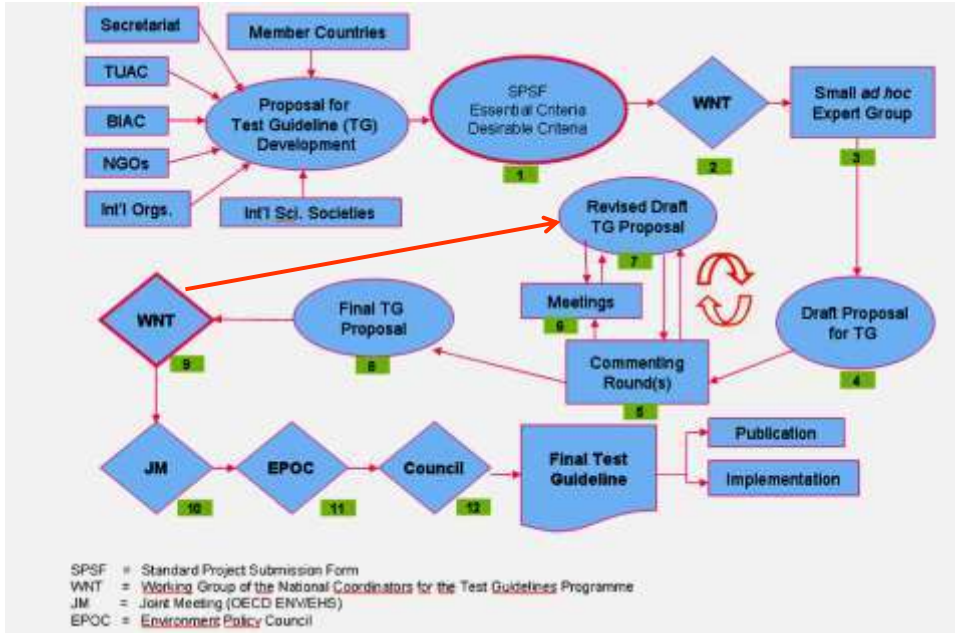 Secretariat
Member Countries
TUAC
Proposal for
Test Guideline (TG)
Development
SPSF
Essential Criteria
Desirable Criteria
WNT
Small ad hoc
Expert Group
BIAC
NGOs
1
2
3
Int'l Orgs.
Int'l Sci. Societies
Revised Draft
TG Proposal
7
WNT
Final TG
Proposal
Meetings
6
Draft Proposal
for TG
9
8
Commenting
Round(s)
5
4
JM
EPOC
Council
Final Test
Guideline
Publication
Implementation
10
11
12
SPSF = Standard Project Submission Form
WNT = Working Group of the National Coordinators for the Test Guidelines Programme
JM = Joint Meeting (OECD ENV/EHS)
EPOC = Environment Policy Council